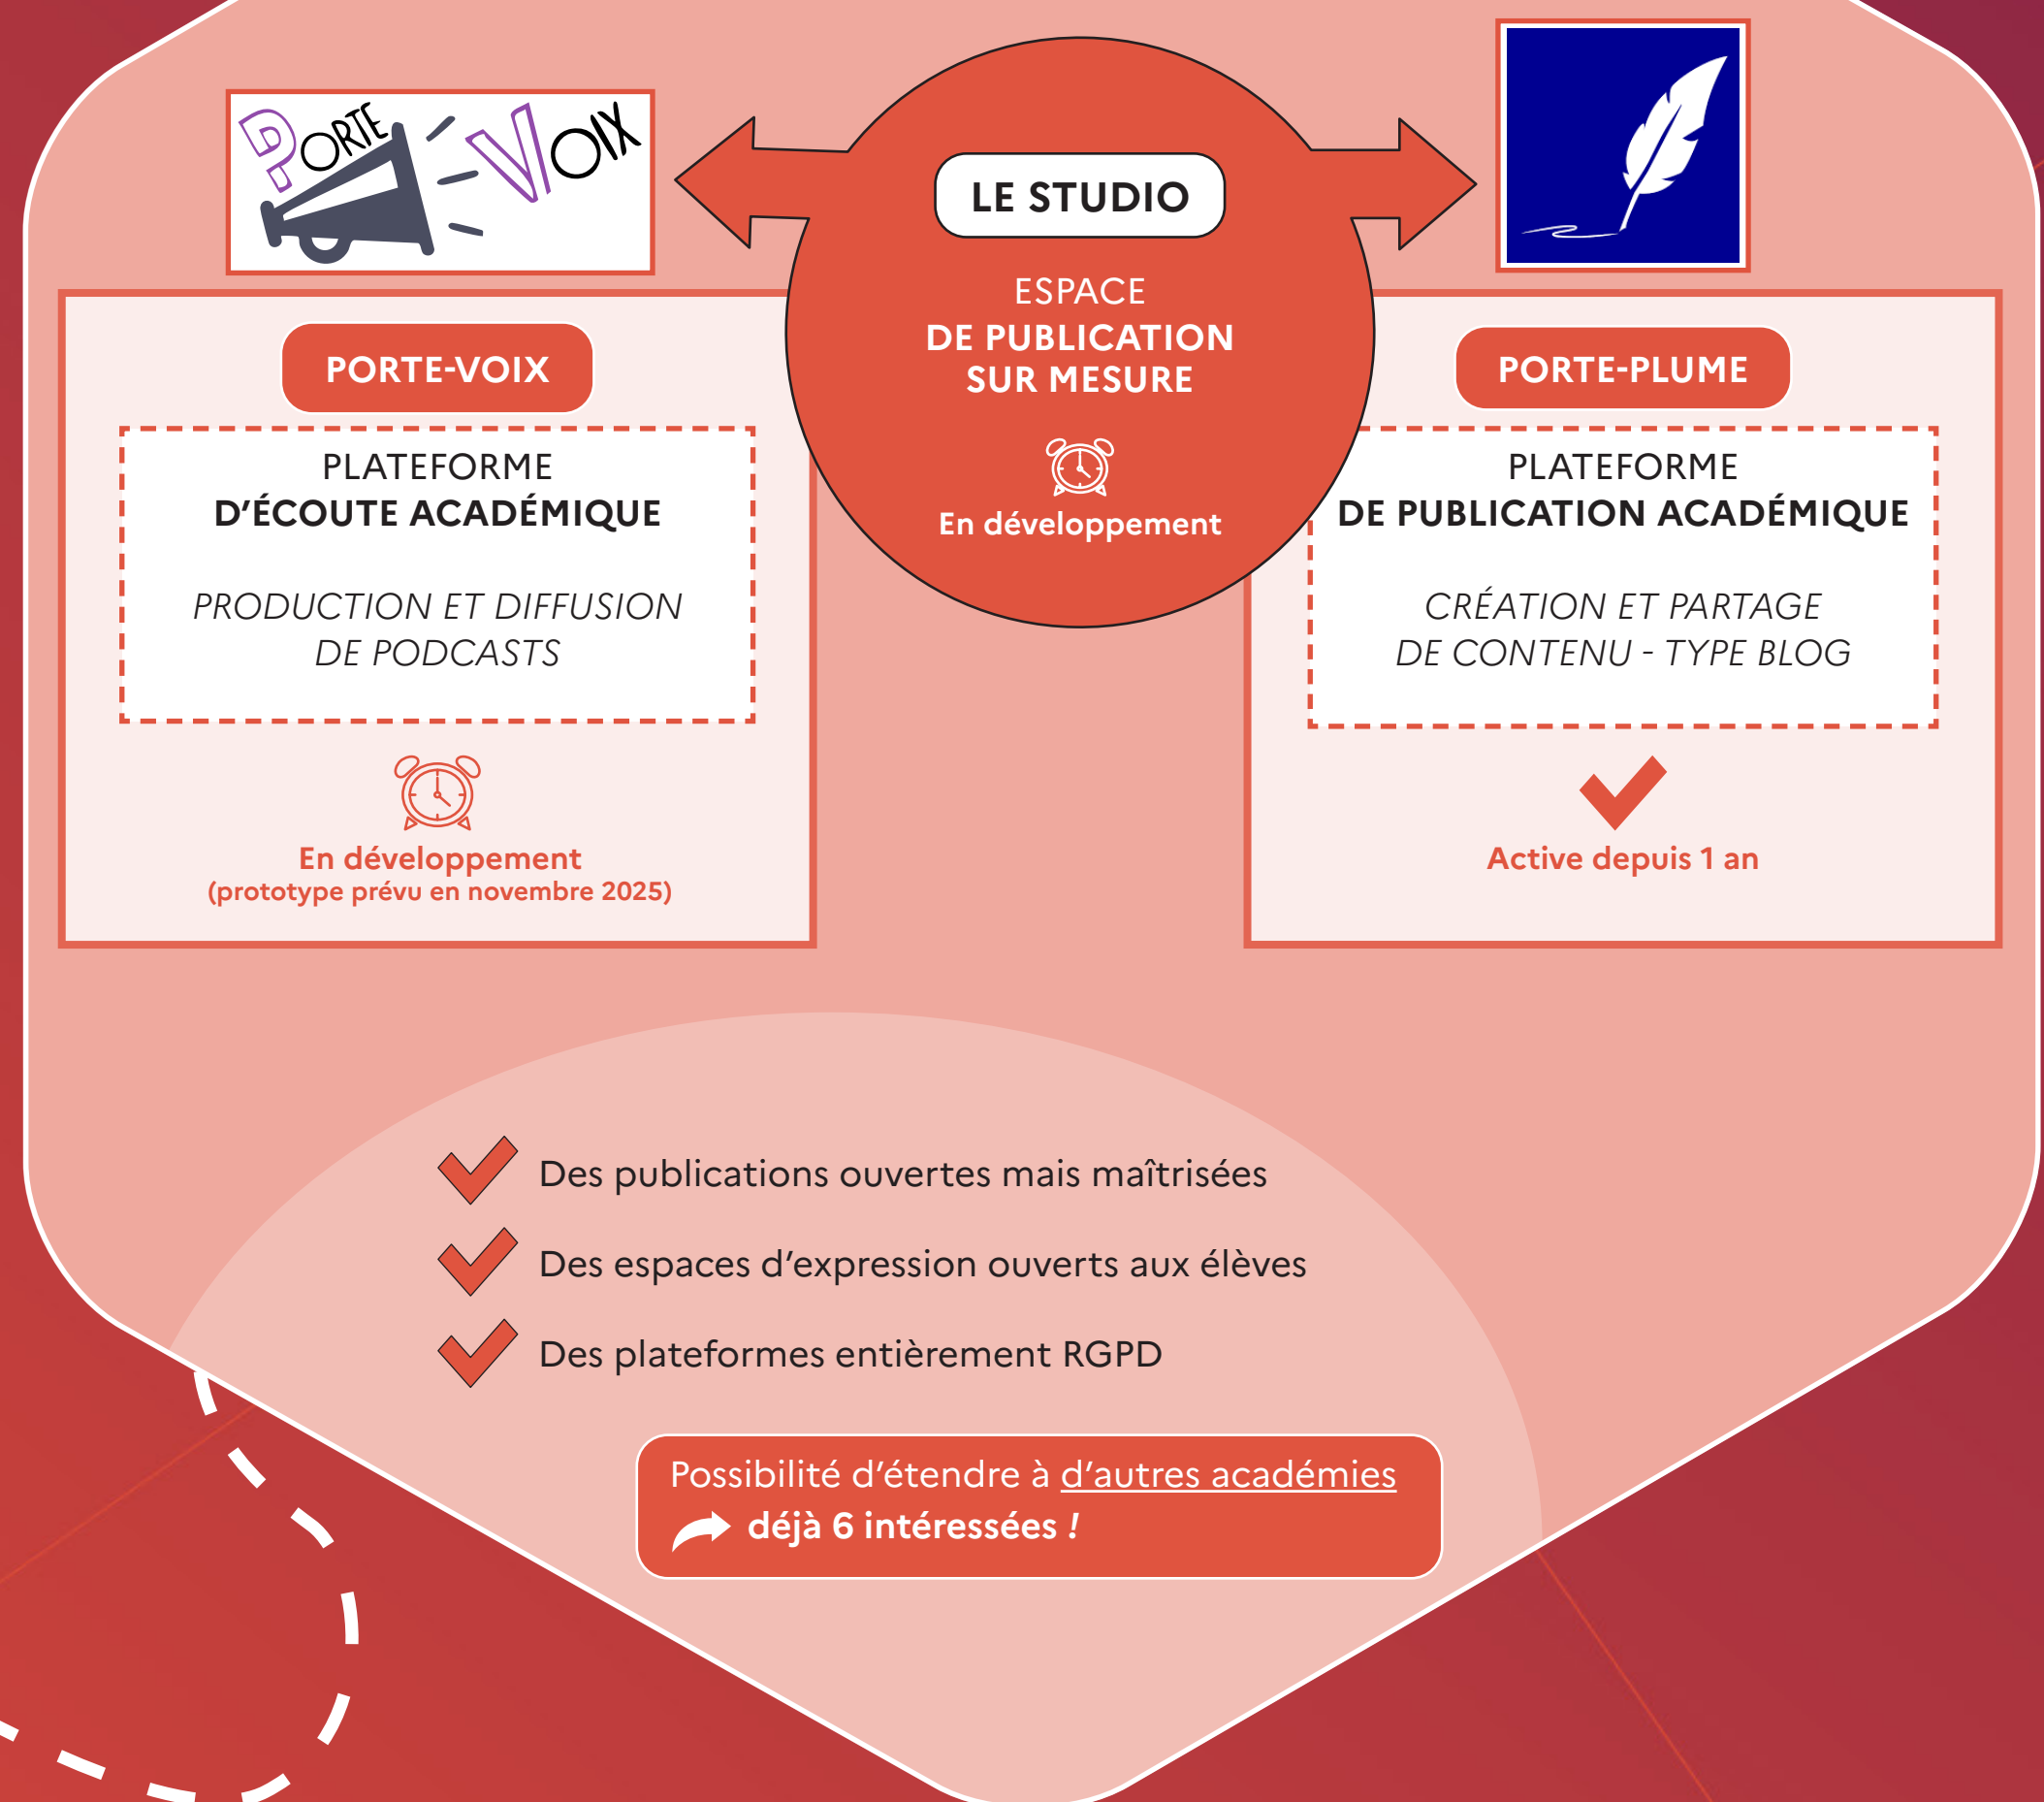 PORTE VOIX
LE STUDIO
ESPACE
DE PUBLICATION
SUR MESURE
En développement
PORTE-VOIX
PLATEFORME
D’ÉCOUTE ACADÉMIQUE
PRODUCTION ET DIFFUSION
DE PODCASTS
En développement
(prototype prévu en novembre 2025)
PORTE-PLUME
PLATEFORME
DE PUBLICATION ACADÉMIQUE
CRÉATION ET PARTAGE
DE CONTENU - TYPE BLOG
Active depuis 1 an
Des publications ouvertes mais maîtrisées
Des espaces d’expression ouverts aux élèves
Des plateformes entièrement RGPD
Possibilité d’étendre à d’autres académies
déjà 6 intéressées !